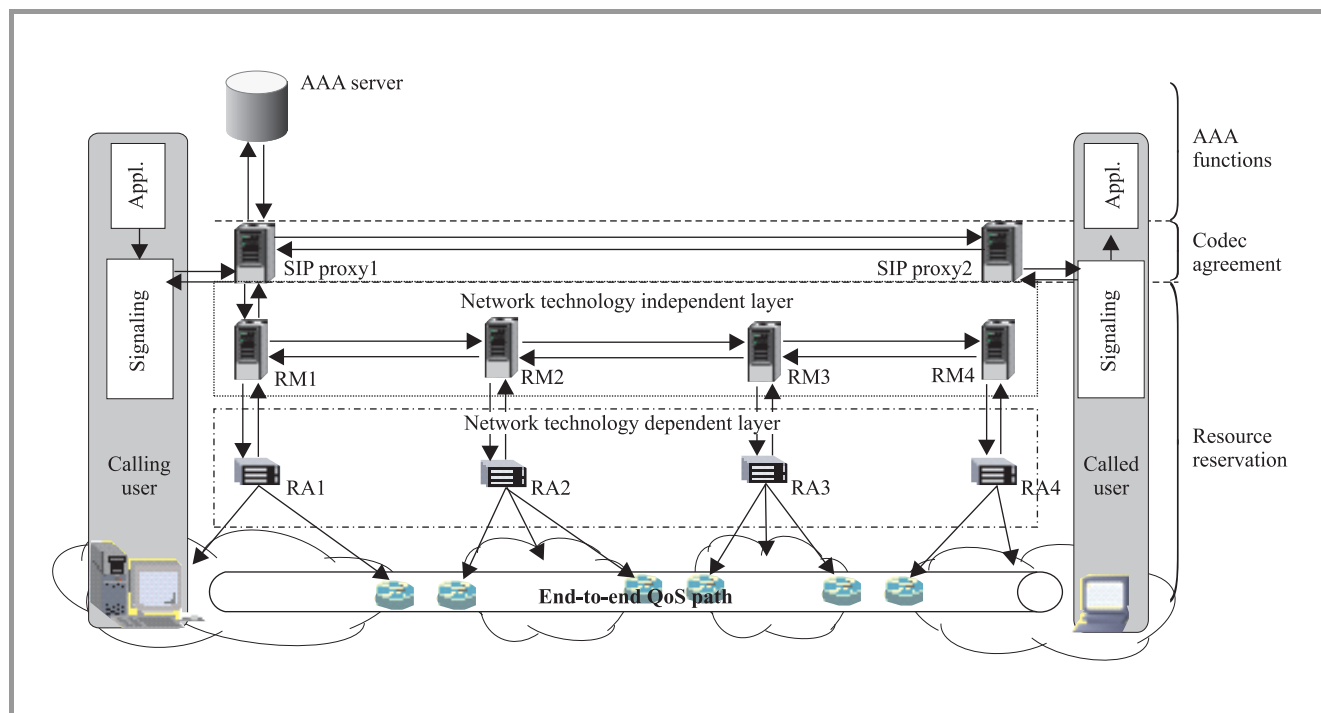 AAA server
AAA
functions
Appl.
Appl.
Codec
agreement
SIP proxy1
SIP proxy2
Network technology independent layer
Signaling
Signaling
RM1
RM2
RM3
RM4
Network technology dependent layer
Resource
reservation
Calling
user
RA1
RA2
RA3
RA4
Called
user
End-to-end QoS path